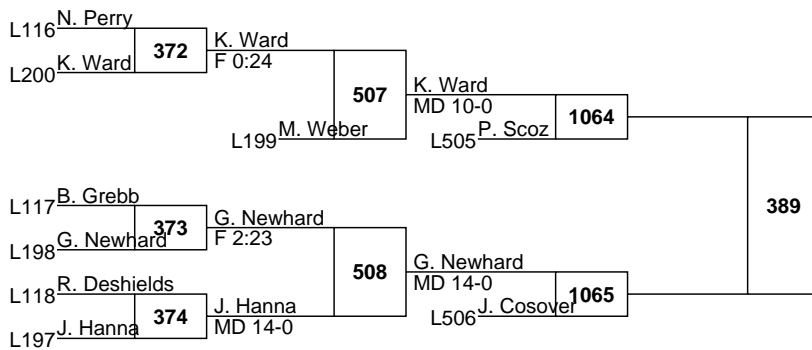 L116 N. Perry
372
L200 K. Ward
K. Ward
F 0:24
507
L199 M. Weber
K. Ward
MD 10-0
1064
L505 P. Scoz
389
L117 B. Grebb
373
L198 G. Newhard
G. Newhard
F 2:23
508
L118 R. Deshields
374
L197 J. Hanna
J. Hanna
MD 14-0
G. Newhard
MD 14-0
1065
L506 J. Cosover